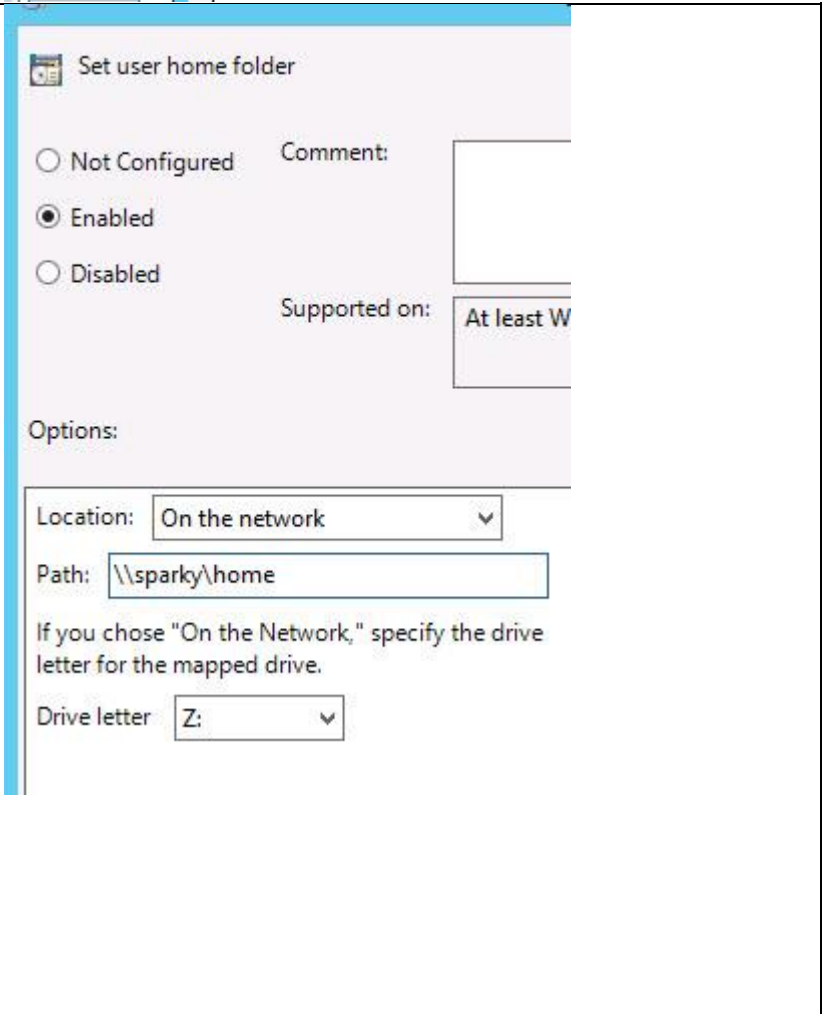 Set user home folder
Not Configured
Comment:
Enabled
Disabled
Supported on:
At least W
Options:
Location:
On the network
Path:
\\sparky\home
If you chose "On the Network," specify the drive
letter for the mapped drive.
Drive letter
Z: